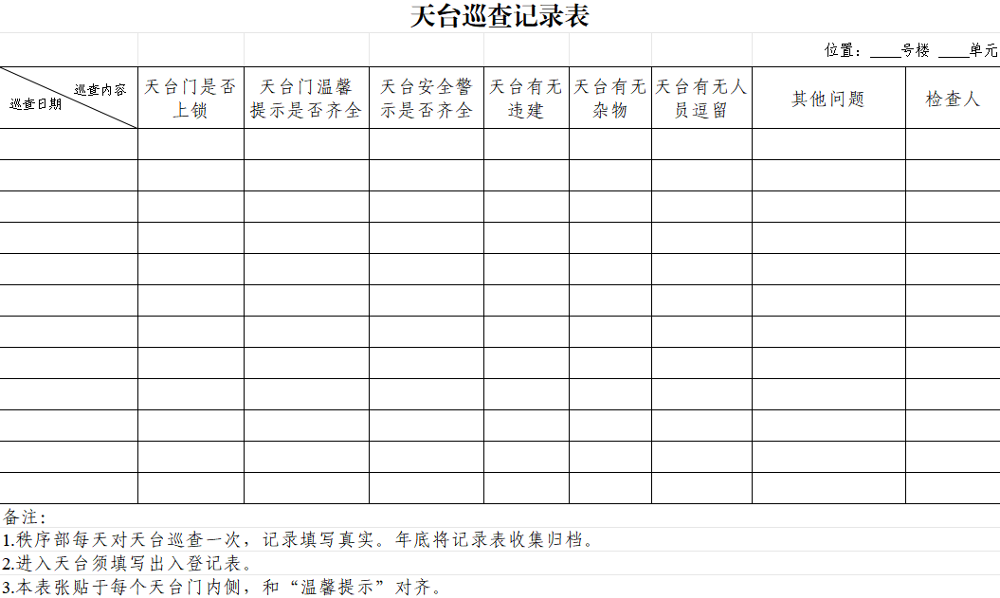 天台巡查记录表
位置：____号楼 ____单元
巡查内容
巡查日期
天台门是否
上锁
天台门温馨
提示是否齐全
天台安全警
示是否齐全
天台有无
违建
天台有无
杂物
天台有无人
员逗留
其他问题
检查人
备注：
1.秩序部每天对天台巡查一次，记录填写真实。年底将记录表收集归档。
2.进入天台须填写出入登记表。
3.本表张贴于每个天台门内侧，和“温馨提示”对齐。